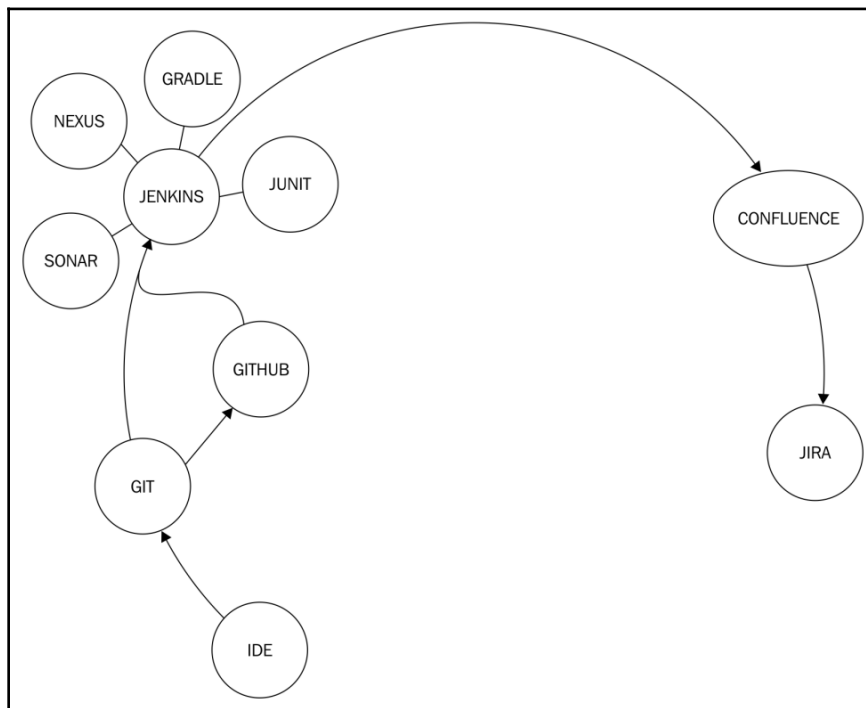 GRADLE
NEXUS
JENKINS
JUNIT
SONAR
CONFLUENCE
GITHUB
JIRA
GIT
IDE